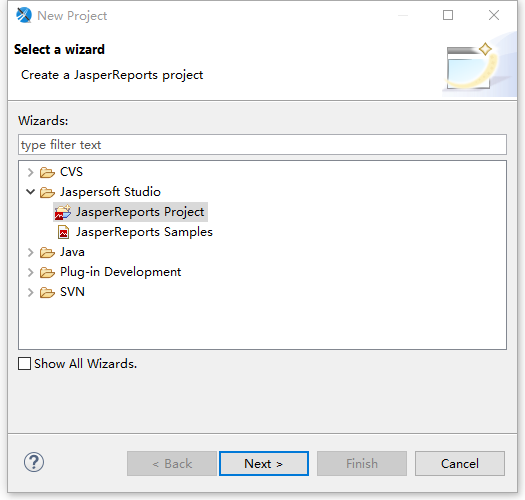 New Project
Select a wizard
Create a JasperReports project
Wizards:
type filter text
CVS
Jaspersoft Studio
JasperReports Project
JasperReports Samples
Java
Plug-in Development
SVN
Show All Wizards.
?
< Back
Next >
Finish
Cancel